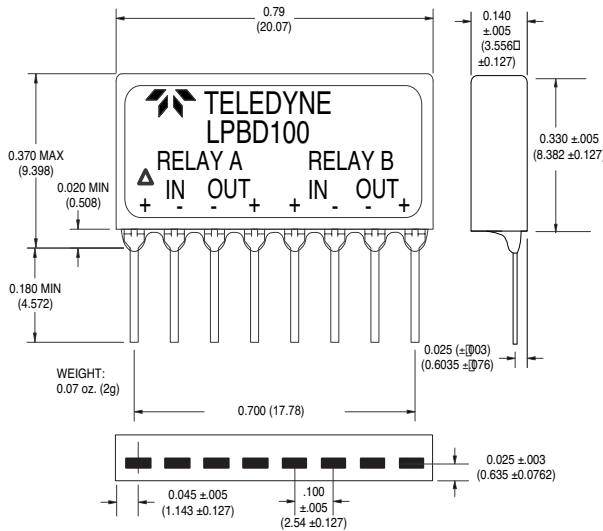 0.79
(20.07)
0.140
±.005
(3.556□
±0.127)
TELEDYNE
LPBD100
RELAY A RELAY B
IN OUT IN OUT
+ - - + + - - +
0.370 MAX
(9.398)
0.020 MIN
(0.508)
0.330 ±.005
(8.382 ±0.127)
0.180 MIN
(4.572)
0.025 (±□003)
(0.6035 ±□076)
WEIGHT:
0.07 oz. (2g)
0.700 (17.78)
0.045 ±.005
(1.143 ±0.127)
.100
±.005
(2.54 ±0.127)
0.025 ±.003
(0.635 ±0.0762)